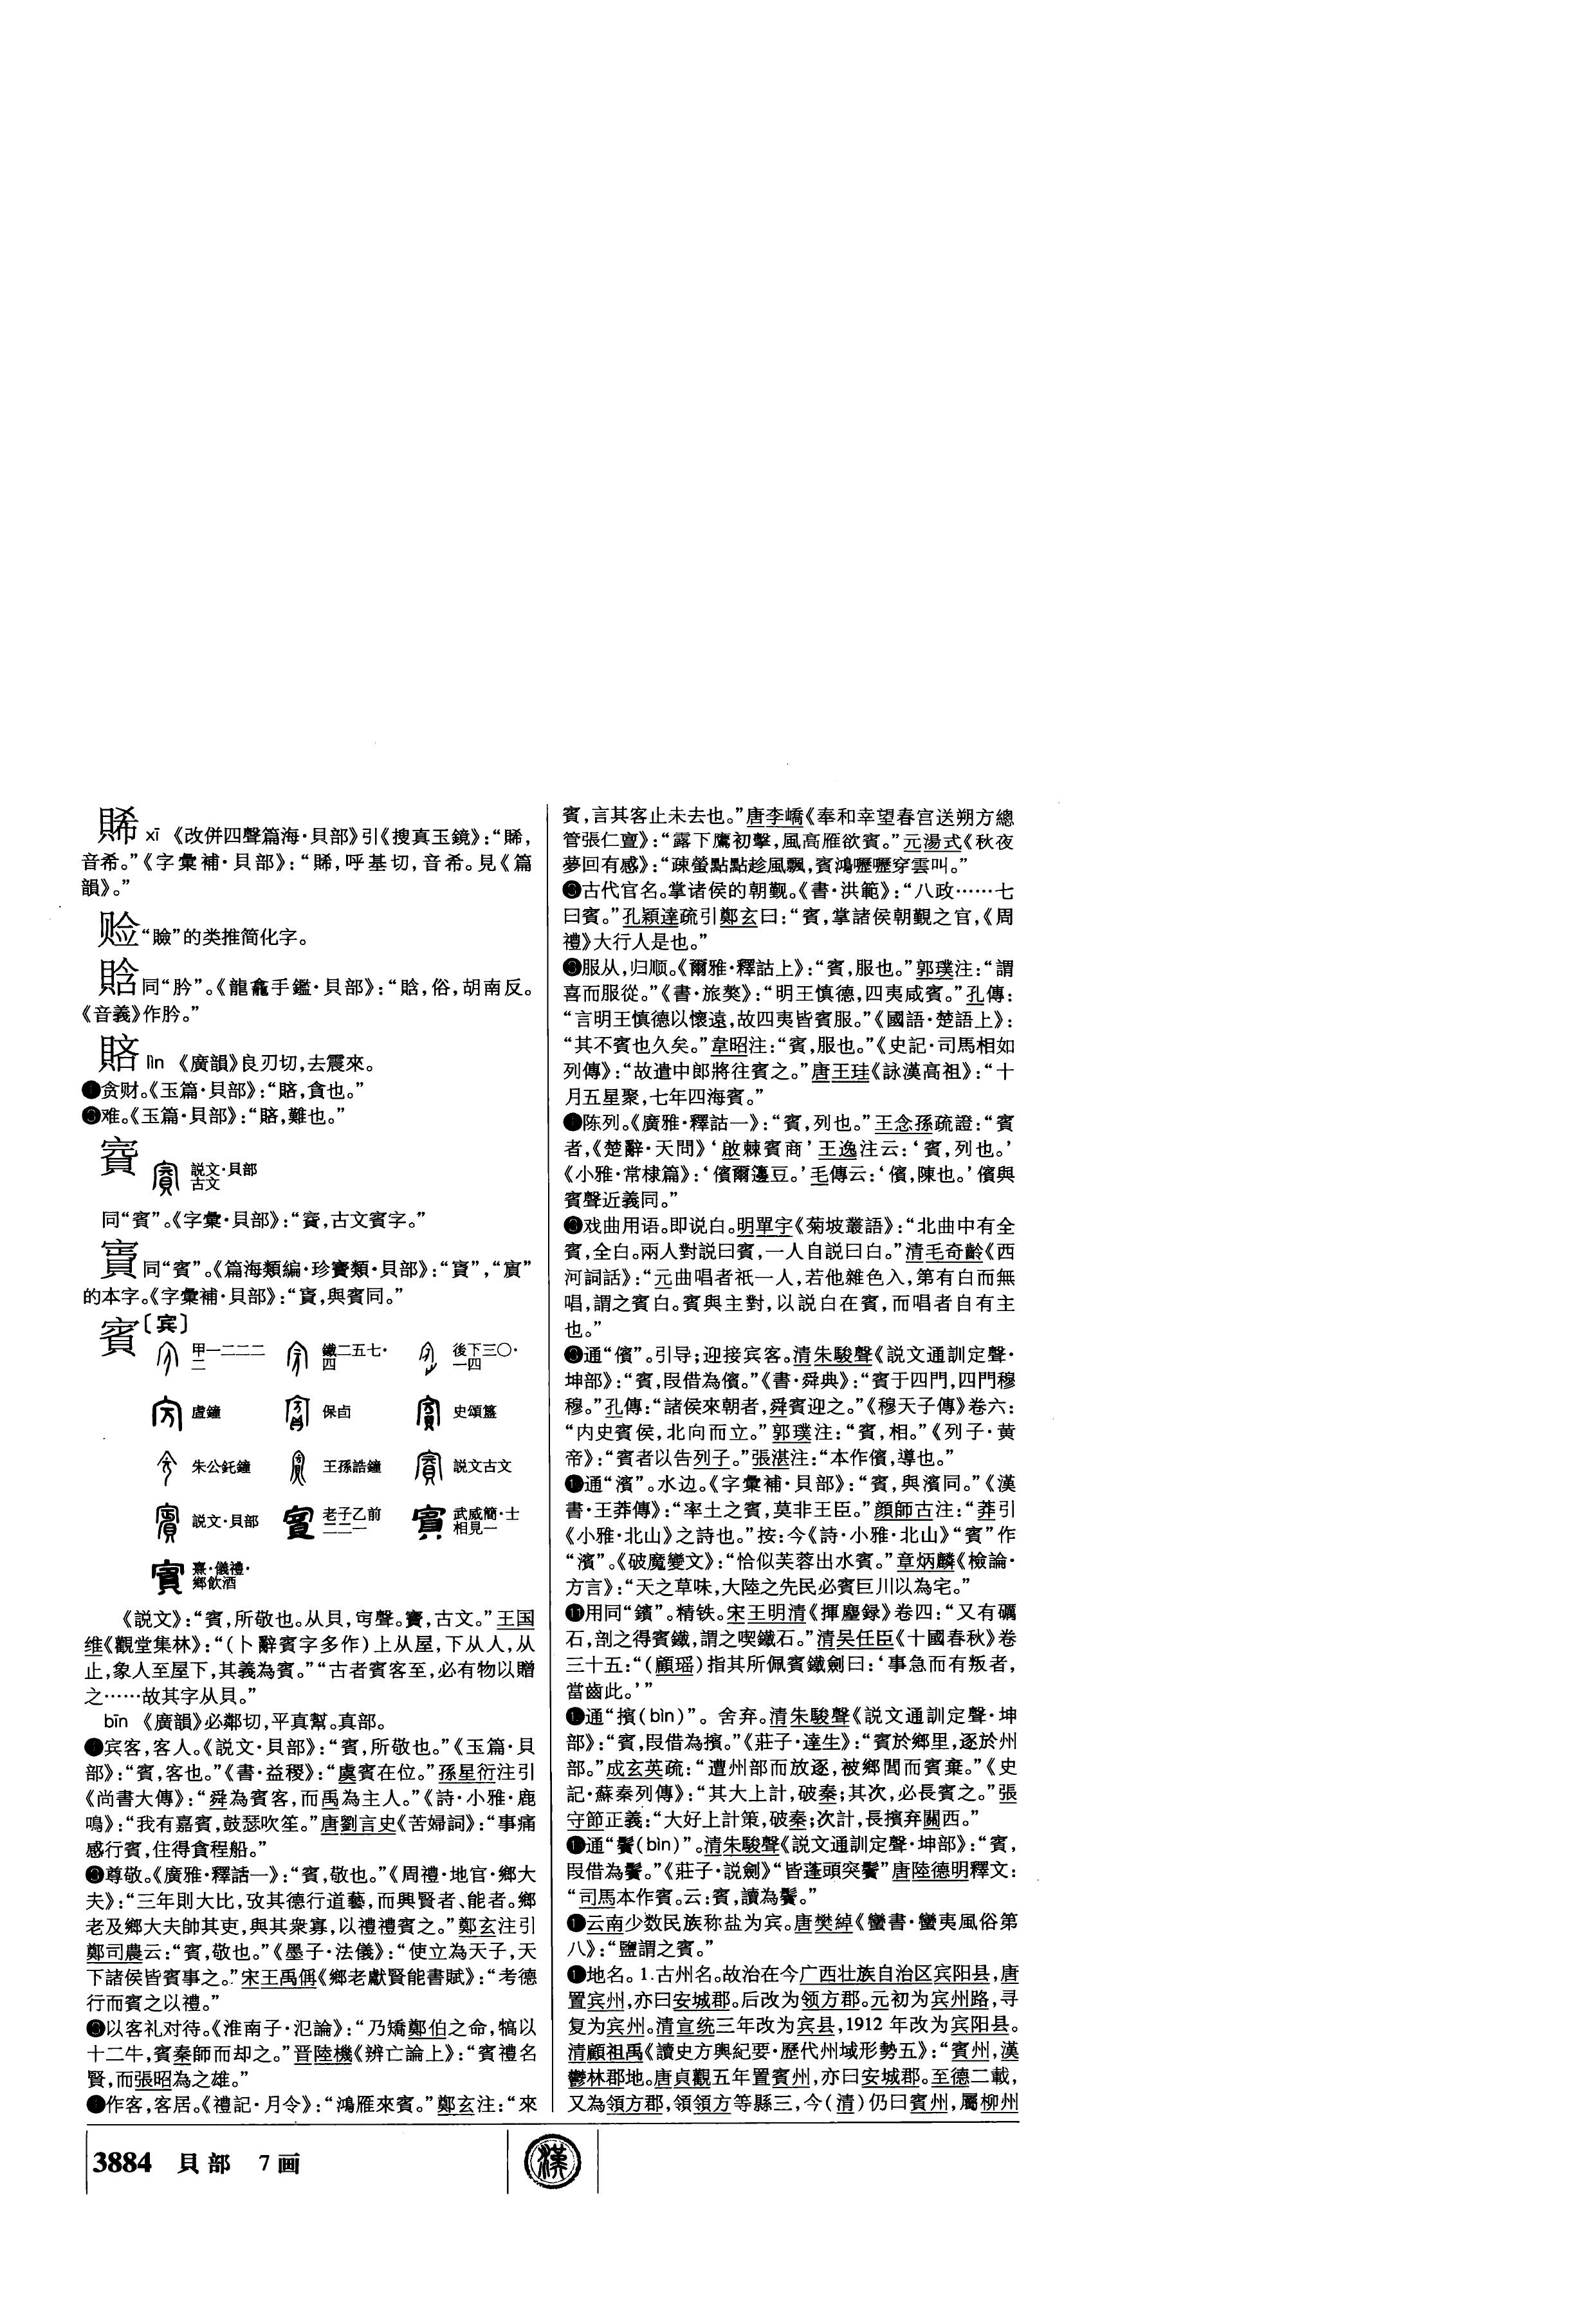 䝱 xī 《改併四聲篇海·貝部》引《搜真玉鏡》：“䝱，
音希。”《字彙補·貝部》：“䝱，呼基切，音希。見《篇
韻》。”
“䝮”的类推简化字。
同“肣”。《龍龕手鑑·貝部》：“䝳，俗，胡南反。
《音義》作肣。”
lìn 《廣韻》良刃切，去震來。
贪财。《玉篇·貝部》：“賂，貪也。”
难。《玉篇·貝部》：“賂，難也。”
説文·貝部
古文
同“賓”。《字彙·貝部》：“賨，古文賓字。”
同“賓”。《篇海類編·珍寶類·貝部》：“𧶉”，“賔”
的本字。《字彙補·貝部》：“𧶉，與賓同。”
賓〔宾〕
甲一二二二
二
鐵二五七·
四
後下三〇·
一四
盧鐘
保卣
史頌簋
朱公釛鐘
王孫誥鐘
説文古文
説文·貝部
老子乙前
二二一
武威簡·士
相見一
熹·儀禮·
鄉飲酒
《説文》：“賓，所敬也。从貝，㝉聲。𡪛，古文。”王国
维《觀堂集林》：“（卜辭賓字多作）上从屋，下从人，从
止，象人至屋下，其義為賓。”“古者賓客至，必有物以贈
之……故其字从貝。”
bīn 《廣韻》必鄰切，平真幫。真部。
宾客，客人。《説文·貝部》：“賓，所敬也。”《玉篇·貝
部》：“賓，客也。”《書·益稷》：“虞賓在位。”孫星衍注引
《尚書大傳》：“舜為賓客，而禹為主人。”《詩·小雅·鹿
鳴》：“我有嘉賓，鼓瑟吹笙。”唐劉言史《苦婦詞》：“事痛
感行賓，住得貪程船。”
尊敬。《廣雅·釋詁一》：“賓，敬也。”《周禮·地官·鄉大
夫》：“三年則大比，攷其德行道藝，而興賢者、能者。鄉
老及鄉大夫帥其吏，與其衆寡，以禮禮賓之。”鄭玄注引
鄭司農云：“賓，敬也。”《墨子·法儀》：“使立為天子，天
下諸侯皆賓事之。”宋王禹偁《鄉老獻賢能書賦》：“考德
行而賓之以禮。”
以客礼对待。《淮南子·氾論》：“乃矯鄭伯之命，犒以
十二牛，賓秦師而却之。”晋陸機《辨亡論上》：“賓禮名
賢，而張昭為之雄。”
作客，客居。《禮記·月令》：“鴻雁來賓。”鄭玄注：“來
賓，言其客止未去也。”唐李嶠《奉和幸望春宫送朔方總
管張仁亶》：“露下鷹初擊，風高雁欲賓。”元湯式《秋夜
夢回有感》：“疎螢點點趁風飄，賓鴻嚦嚦穿雲叫。”
古代官名。掌诸侯的朝觐。《書·洪範》：“八政……七
曰賓。”孔穎達疏引鄭玄曰：“賓，掌諸侯朝覲之官，《周
禮》大行人是也。”
服从，归顺。《爾雅·釋詁上》：“賓，服也。”郭璞注：“謂
喜而服從。”《書·旅獒》：“明王慎德，四夷咸賓。”孔傳：
“言明王慎德以懷遠，故四夷皆賓服。”《國語·楚語上》：
“其不賓也久矣。”韋昭注：“賓，服也。”《史記·司馬相如
列傳》：“故遣中郎將往賓之。”唐王珪《詠漢高祖》：“十
月五星聚，七年四海賓。”
陈列。《廣雅·釋詁一》：“賓，列也。”王念孫疏證：“賓
者，《楚辭·天問》‘啟棘賓商’王逸注云：‘賓，列也。’
《小雅·常棣篇》：‘儐爾籩豆。’毛傳云：‘儐，陳也。’儐與
賓聲近義同。”
戏曲用语。即说白。明單宇《菊坡叢語》：“北曲中有全
賓，全白。兩人對説曰賓，一人自説曰白。”清毛奇齡《西
河詞話》：“元曲唱者衹一人，若他雜色入，第有白而無
唱，謂之賓白。賓與主對，以説白在賓，而唱者自有主
也。”
通“儐”。引导；迎接宾客。清朱駿聲《説文通訓定聲·
坤部》：“賓，叚借為儐。”《書·舜典》：“賓于四門，四門穆
穆。”孔傳：“諸侯來朝者，舜賓迎之。”《穆天子傳》卷六：
“内史賓侯，北向而立。”郭璞注：“賓，相。”《列子·黄
帝》：“賓者以告列子。”張湛注：“本作儐，導也。”
通“濱”。水边。《字彙補·貝部》：“賓，與濱同。”《漢
書·王莽傳》：“率土之賓，莫非王臣。”顔師古注：“莽引
《小雅·北山》之詩也。”按：今《詩·小雅·北山》“賓”作
“濱”。《破魔變文》：“恰似芙蓉出水賓。”章炳麟《檢論·
方言》：“天之草昧，大陸之先民必賓巨川以為宅。”
⓫用同“鑌”。精铁。宋王明清《揮麈録》卷四：“又有礪
石，剖之得賓鐵，謂之喫鐵石。”清吴任臣《十國春秋》卷
三十五：“（顧瑶）指其所佩賓鐵劍曰：‘事急而有叛者，
當齒此。’”
通“擯（bìn）”。舍弃。清朱駿聲《説文通訓定聲·坤
部》：“賓，叚借為擯。”《莊子·達生》：“賓於鄉里，逐於州
部。”成玄英疏：“遭州部而放逐，被鄉閭而賓棄。”《史
記·蘇秦列傳》：“其大上計，破秦；其次，必長賓之。”張
守節正義：“大好上計策，破秦；次計，長擯弃關西。”
通“鬢（bìn）”。清朱駿聲《説文通訓定聲·坤部》：“賓，
叚借為鬢。”《莊子·説劍》“皆蓬頭突鬢”唐陸德明釋文：
“司馬本作賓。云：賓，讀為鬢。”
云南少数民族称盐为宾。唐樊綽《蠻書·蠻夷風俗第
八》：“鹽謂之賓。”
地名。1.古州名。故治在今广西壮族自治区宾阳县，唐
置宾州，亦曰安城郡。后改为领方郡。元初为宾州路，寻
复为宾州。清宣统三年改为宾县，1912 年改为宾阳县。
清顧祖禹《讀史方輿紀要·歷代州域形勢五》：“賓州，漢
鬱林郡地。唐貞觀五年置賓州，亦曰安城郡。至德二載，
又為領方郡，領領方等縣三，今（清）仍曰賓州，屬柳州
3884 貝部 7画
漢